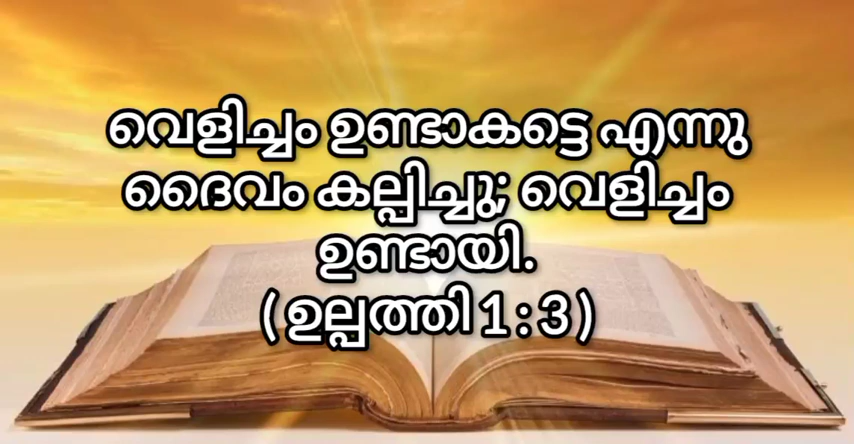 വെളിച്ചം ഉണ്ടാകട്ടെ എന്നു
ദൈവം കല്പിച്ചു; വെളിച്ചം
ഉണ്ടായി.
( ഉല്പത്തി 1 : 3 )